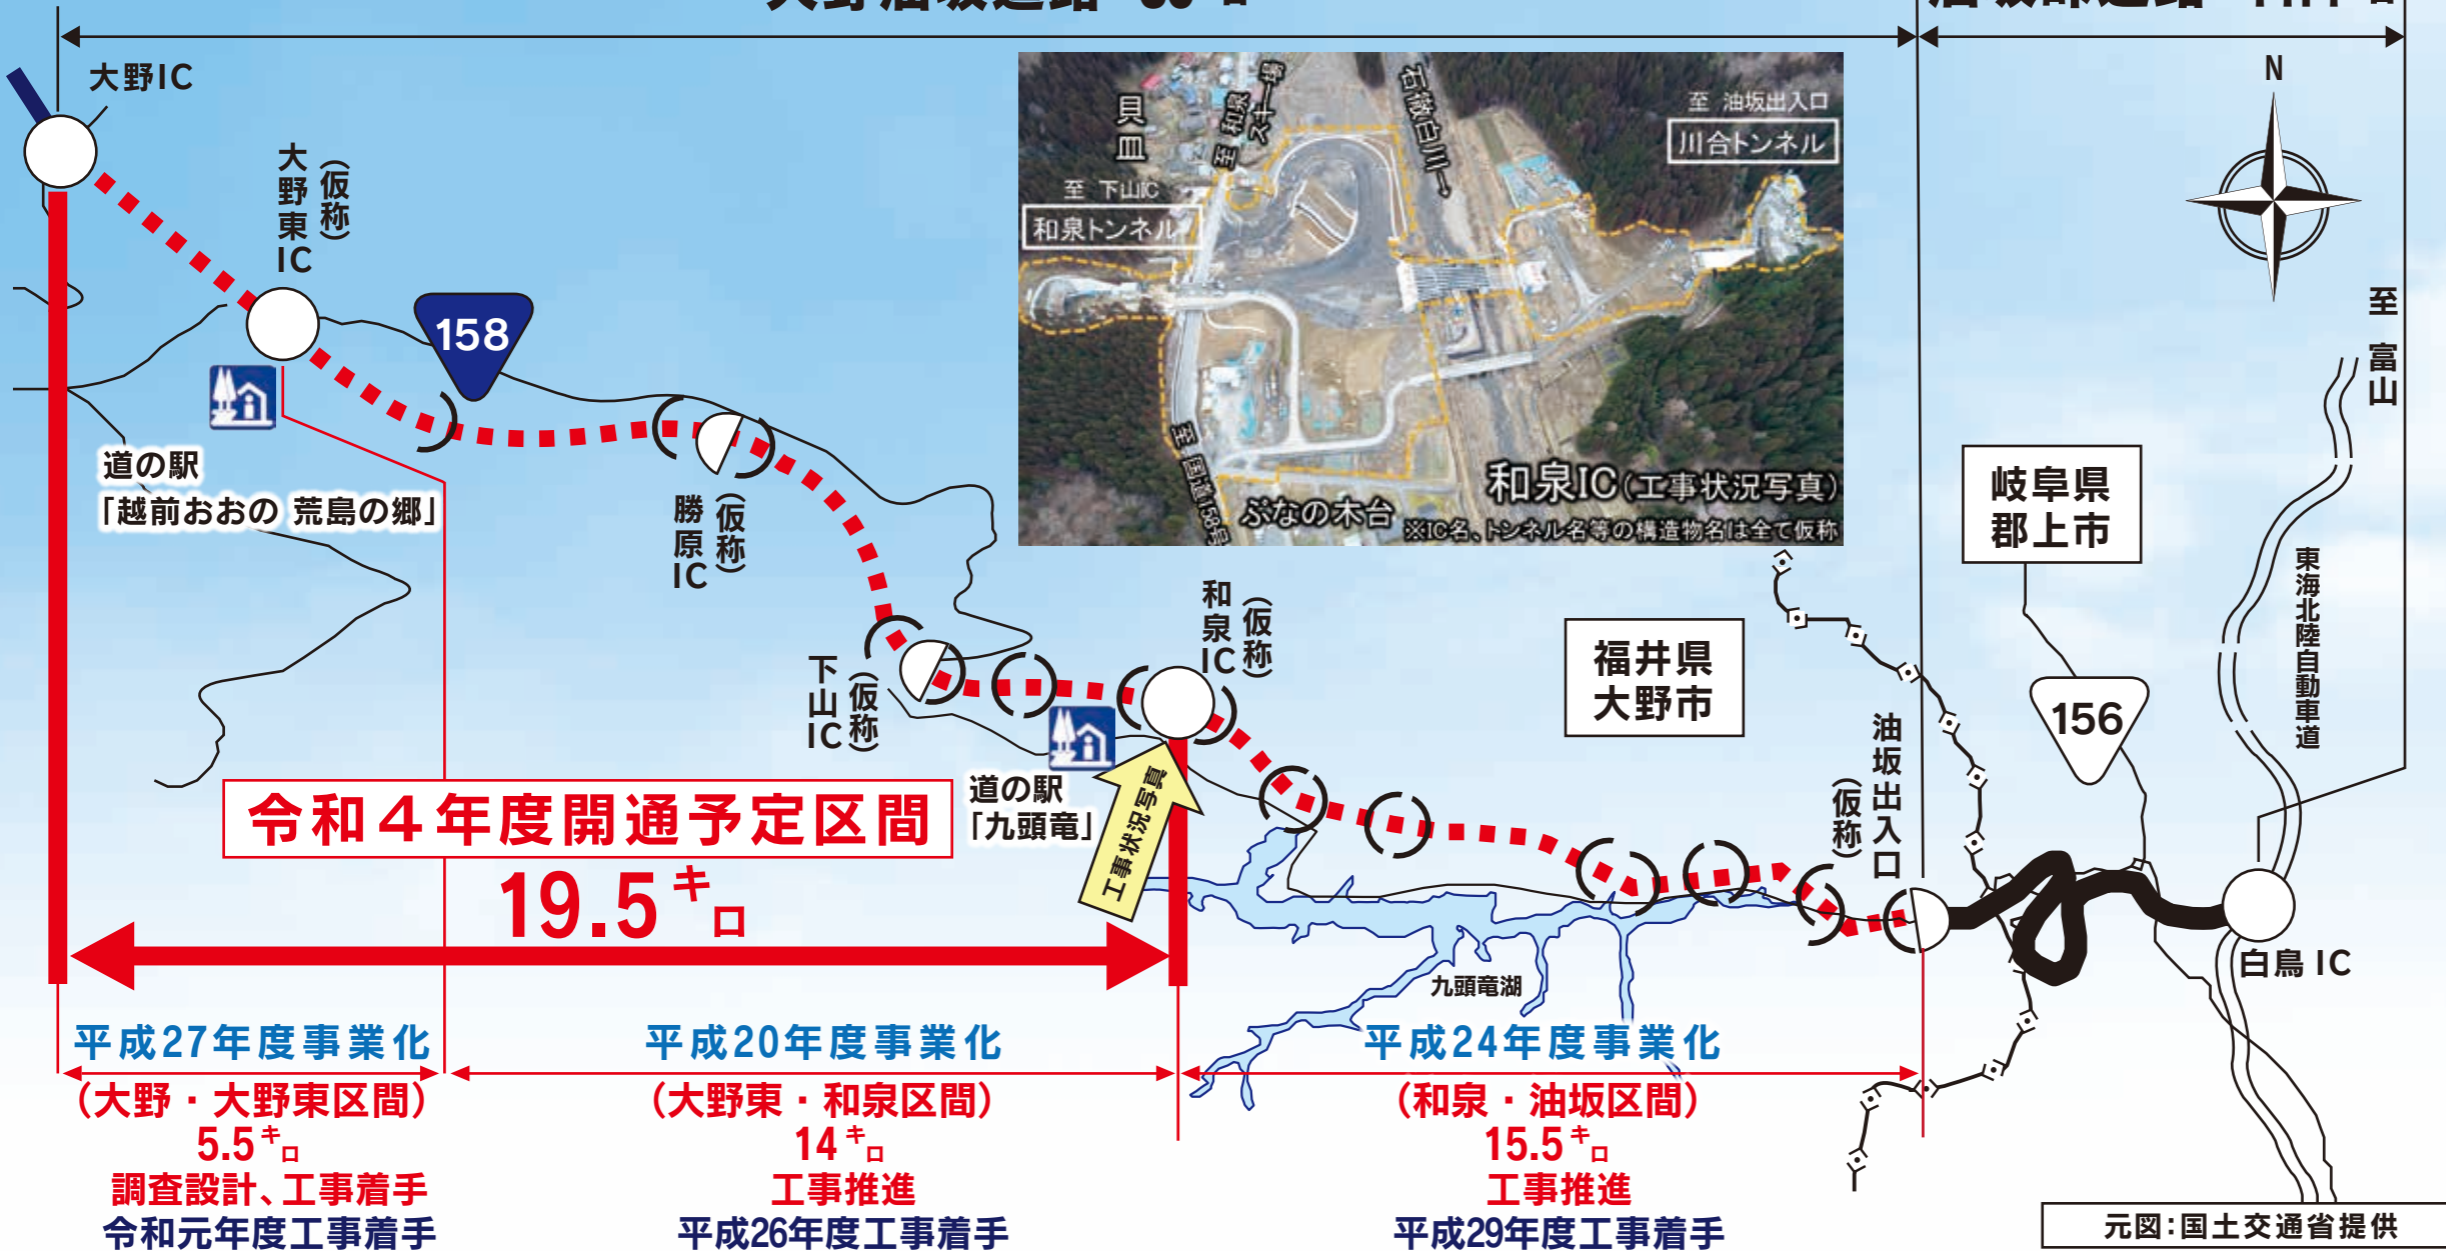 大野IC
大野東IC
(仮称)
158
道の駅
「越前おおの 荒島の郷」
勝原IC
(仮称)
下山IC
(仮称)
和泉IC
(仮称)
道の駅
「九頭竜」
工事状況写真
貝皿
至 和泉
スキー場
石徹白川→
至 油坂出入口
川合トンネル
至 下山IC
和泉トンネル
至 国道158号
ぶなの木台
和泉IC(工事状況写真)
※IC名、トンネル名等の構造物名は全て仮称
N
至 富山
岐阜県
郡上市
東海北陸自動車道
福井県
大野市
156
油坂出入口
(仮称)
白鳥 IC
九頭竜湖
令和4年度開通予定区間
19.5キロ
平成27年度事業化
(大野・大野東区間)
5.5キロ
調査設計、工事着手
令和元年度工事着手
平成20年度事業化
(大野東・和泉区間)
14キロ
工事推進
平成26年度工事着手
平成24年度事業化
(和泉・油坂区間)
15.5キロ
工事推進
平成29年度工事着手
元図:国土交通省提供